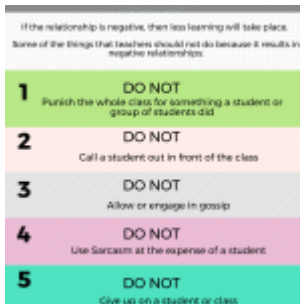 If the relationship is negative, then less learning will take place.
Some of the things that teachers should not do because it results in
negative relationships:
1
DO NOT
Punish the whole class for something a student or
group of students did
2
DO NOT
Call a student out in front of the class
3
DO NOT
Allow or engage in gossip
4
DO NOT
Use Sarcasm at the expense of a student
5
DO NOT
Give up on a student or class